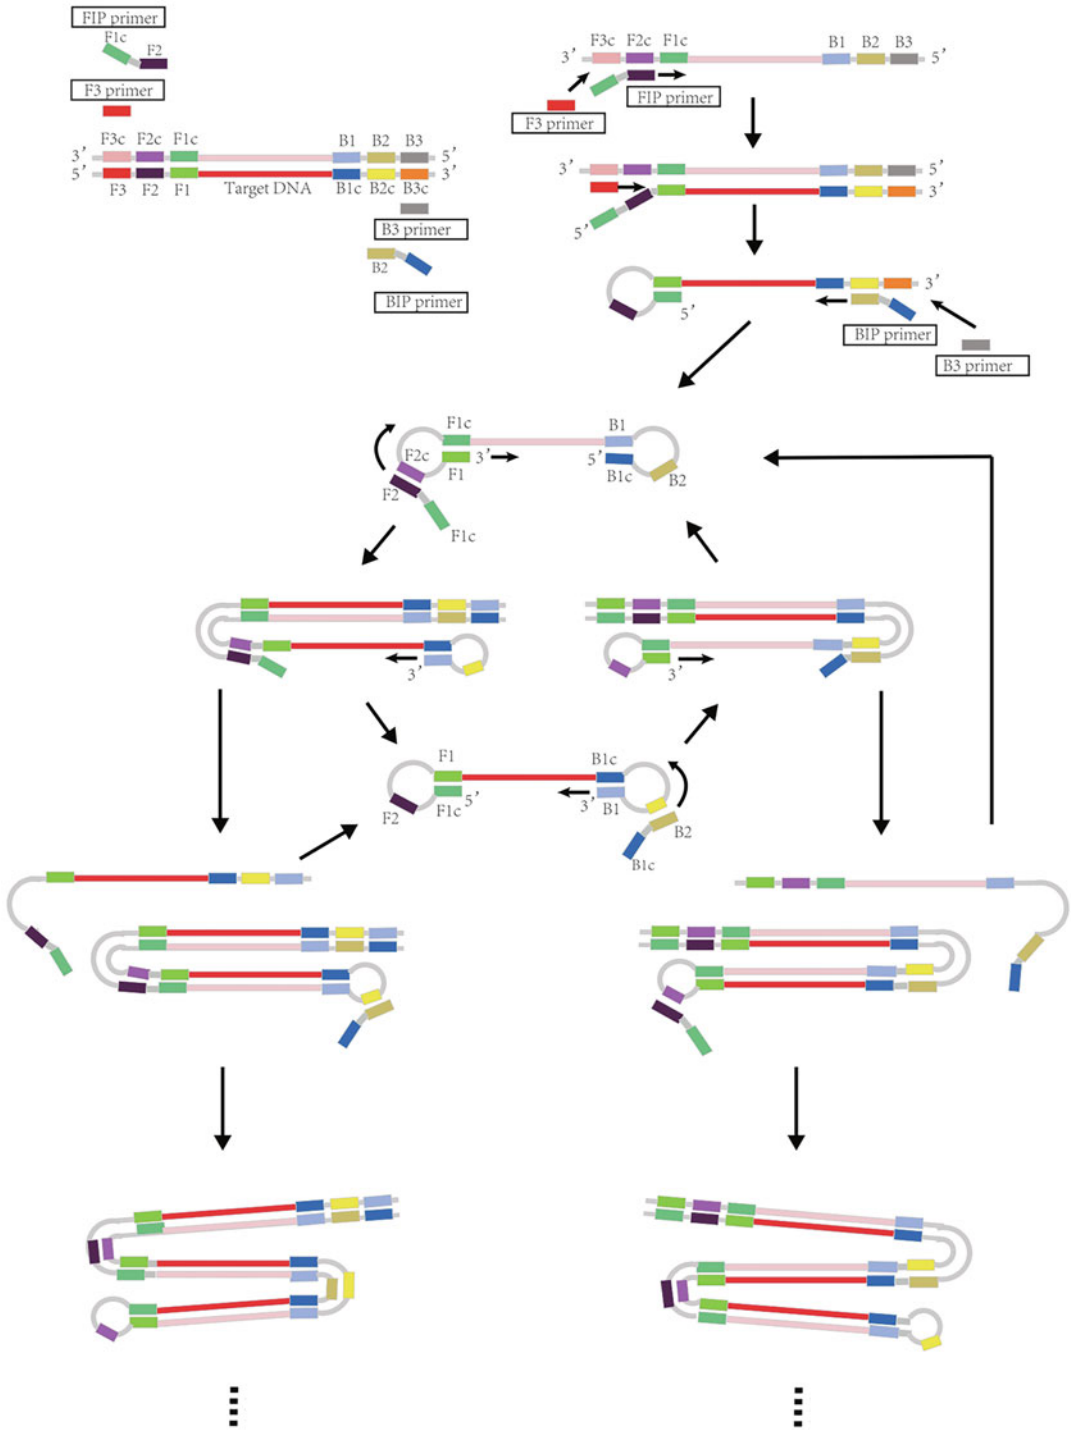 FIP primer
F1c
F2
F3 primer
F3c F2c F1c B1 B2 B3
3′ 5′
5′ 3′
F3 F2 F1 Target DNA B1c B2c B3c
B3 primer
B2
BIP primer
F3c F2c F1c B1 B2 B3
3′ 5′
FIP primer
F3 primer
3′ 5′
3′
5′
3′
5′
BIP primer
B3 primer
F1c B1
F2c 3′ 5′
F1 B1c B2
F2
F1c
3′ 3′
F1 B1c
5′ 3′
F2 F1c B1 B2
B1c